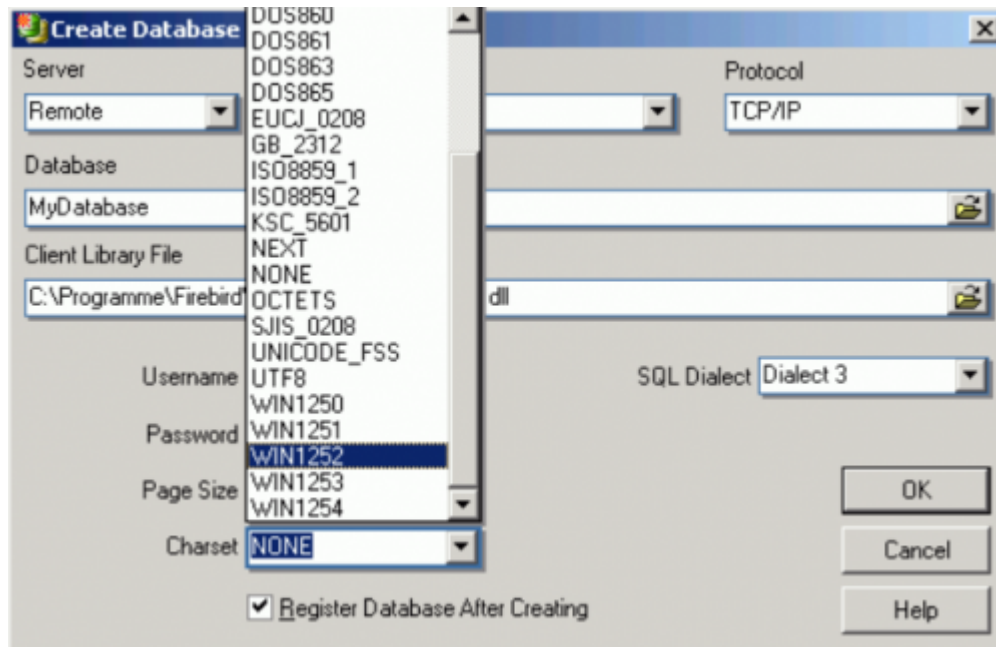 Create Database
Server
Protocol
Remote
TCP/IP
Database
MyDatabase
Client Library File
C:\Programme\Firebird
dll
Username
SQL Dialect Dialect 3
Password
Page Size
Charset NONE
Register Database After Creating
OK
Cancel
Help
DOS860
DOS861
DOS863
DOS865
EUCJ_0208
GB_2312
ISO8859_1
ISO8859_2
KSC_5601
NEXT
NONE
OCTETS
SJIS_0208
UNICODE_FSS
UTF8
WIN1250
WIN1251
WIN1252
WIN1253
WIN1254